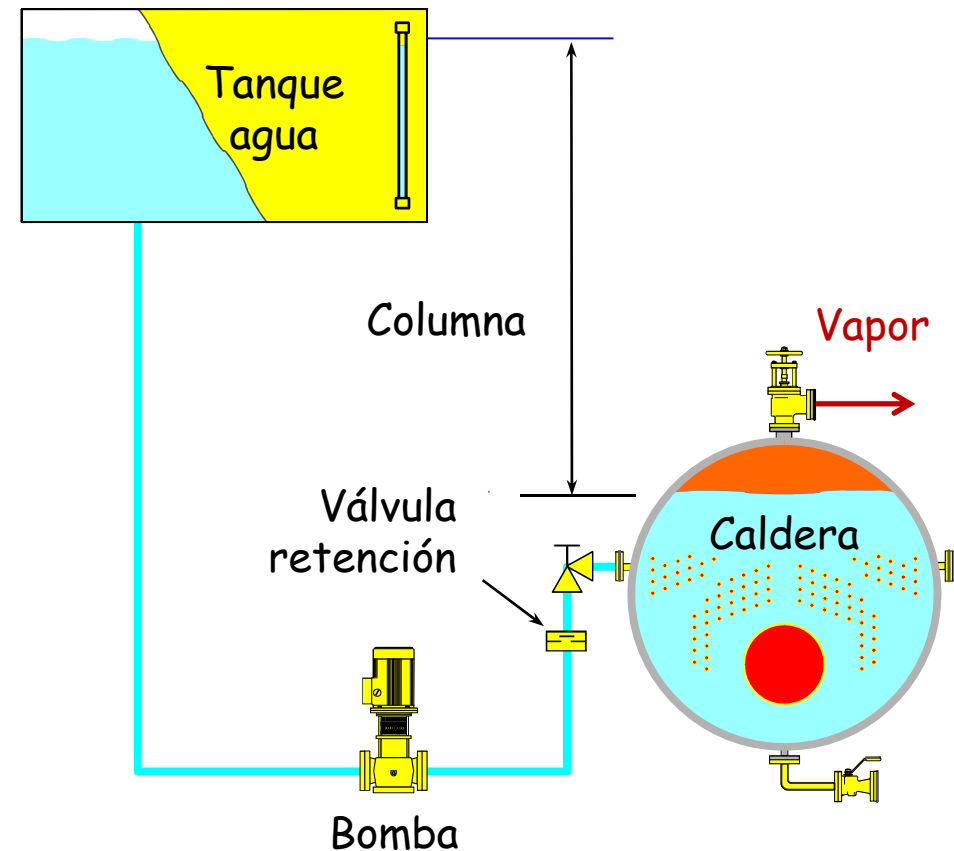 Tanque
agua
Columna
Vapor
Válvula
retención
Caldera
Bomba